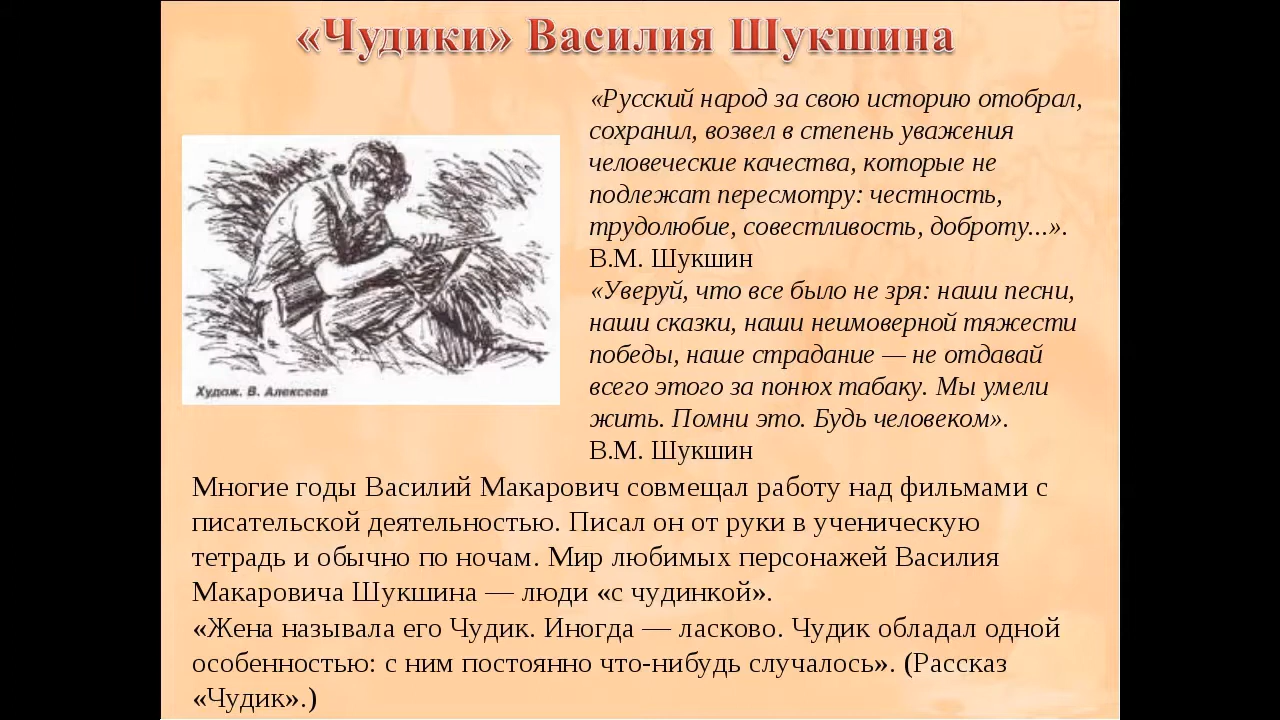 «Чудики» Василия Шукшина
«Русский народ за свою историю отобрал,
сохранил, возвел в степень уважения
человеческие качества, которые не
подлежат пересмотру: честность,
трудолюбие, совестливость, доброту...».
В.М. Шукшин
«Уверуй, что все было не зря: наши песни,
наши сказки, наши неимоверной тяжести
победы, наше страдание — не отдавай
всего этого за понюх табаку. Мы умели
жить. Помни это. Будь человеком».
В.М. Шукшин
Худож. В. Алексеев
Многие годы Василий Макарович совмещал работу над фильмами с
писательской деятельностью. Писал он от руки в ученическую
тетрадь и обычно по ночам. Мир любимых персонажей Василия
Макаровича Шукшина — люди «с чудинкой».
«Жена называла его Чудик. Иногда — ласково. Чудик обладал одной
особенностью: с ним постоянно что-нибудь случалось». (Рассказ
«Чудик».)